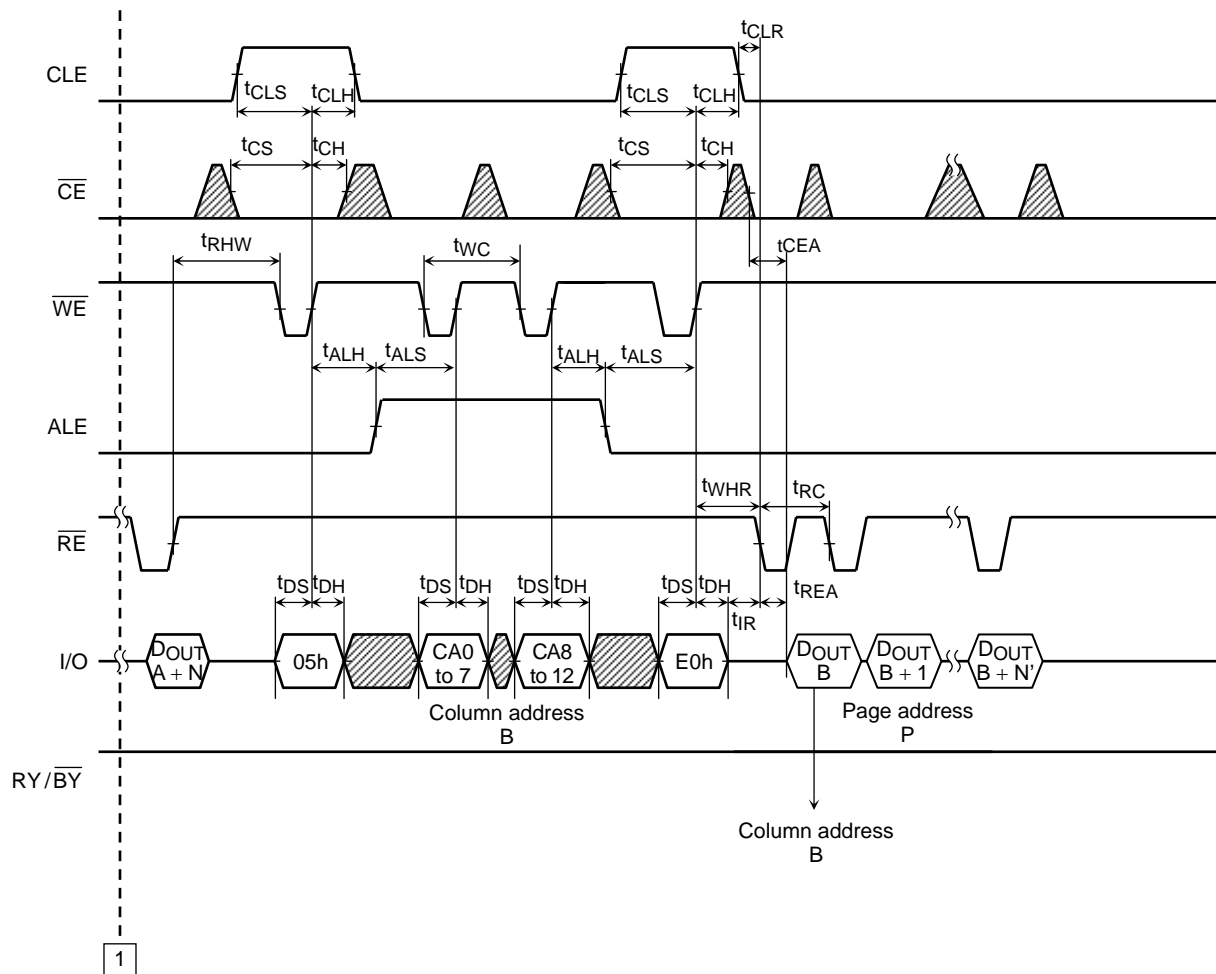 tCLR
CLE
tCLS tCLH tCLS tCLH
tCS tCH tCS tCH
CE
tRHW tWC tCEA
WE
tALH tALS tALH tALS
ALE
tWHR tRC
RE
tDS tDH tDS tDH tDS tDH tDS tDH tREA
tIR
I/O
DOUT
A + N
05h
CA0
to 7
CA8
to 12
E0h
DOUT
B
DOUT
B + 1
DOUT
B + N'
Column address
B
Page address
P
RY/BY
Column address
B
1